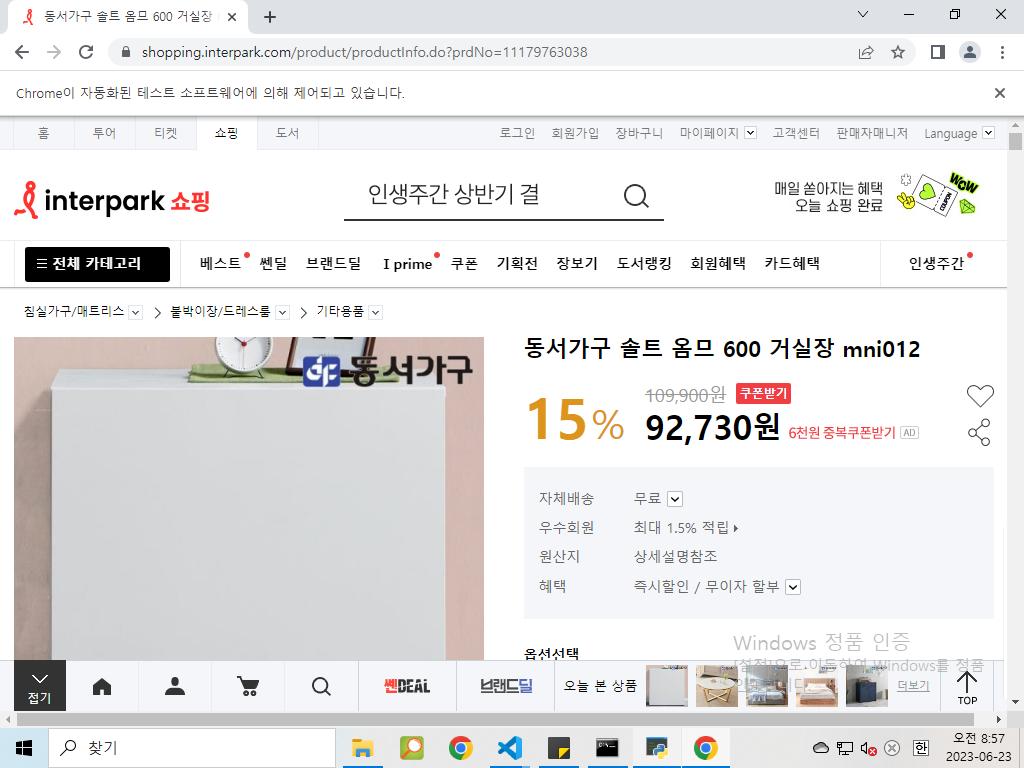 동서가구 솔트 옴므 600 거실장
shopping.interpark.com/product/productInfo.do?prdNo=11179763038
Chrome이 자동화된 테스트 소프트웨어에 의해 제어되고 있습니다.
홈 투어 티켓 쇼핑 도서 로그인 회원가입 장바구니 마이페이지 고객센터 판매자매니저 Language
interpark 쇼핑 인생주간 상반기 결
매일 쏟아지는 혜택
오늘 쇼핑 완료
WOW
COUPON
전체 카테고리 베스트 쎈딜 브랜드딜 I prime 쿠폰 기획전 장보기 도서랭킹 회원혜택 카드혜택 인생주간
침실가구/매트리스 붙박이장/드레스룸 기타용품
동서가구
동서가구 솔트 옴므 600 거실장 mni012
109,900원 쿠폰받기
15% 92,730원 6천원 중복쿠폰받기 AD
자체배송 무료
우수회원 최대 1.5% 적립
원산지 상세설명참조
혜택 즉시할인 / 무이자 할부
옵션선택
Windows 정품 인증
[설정]으로 이동하여 Windows를 정품
접기 쎈DEAL 브랜드딜 오늘 본 상품 더보기 TOP
찾기
한
오전 8:57
2023-06-23